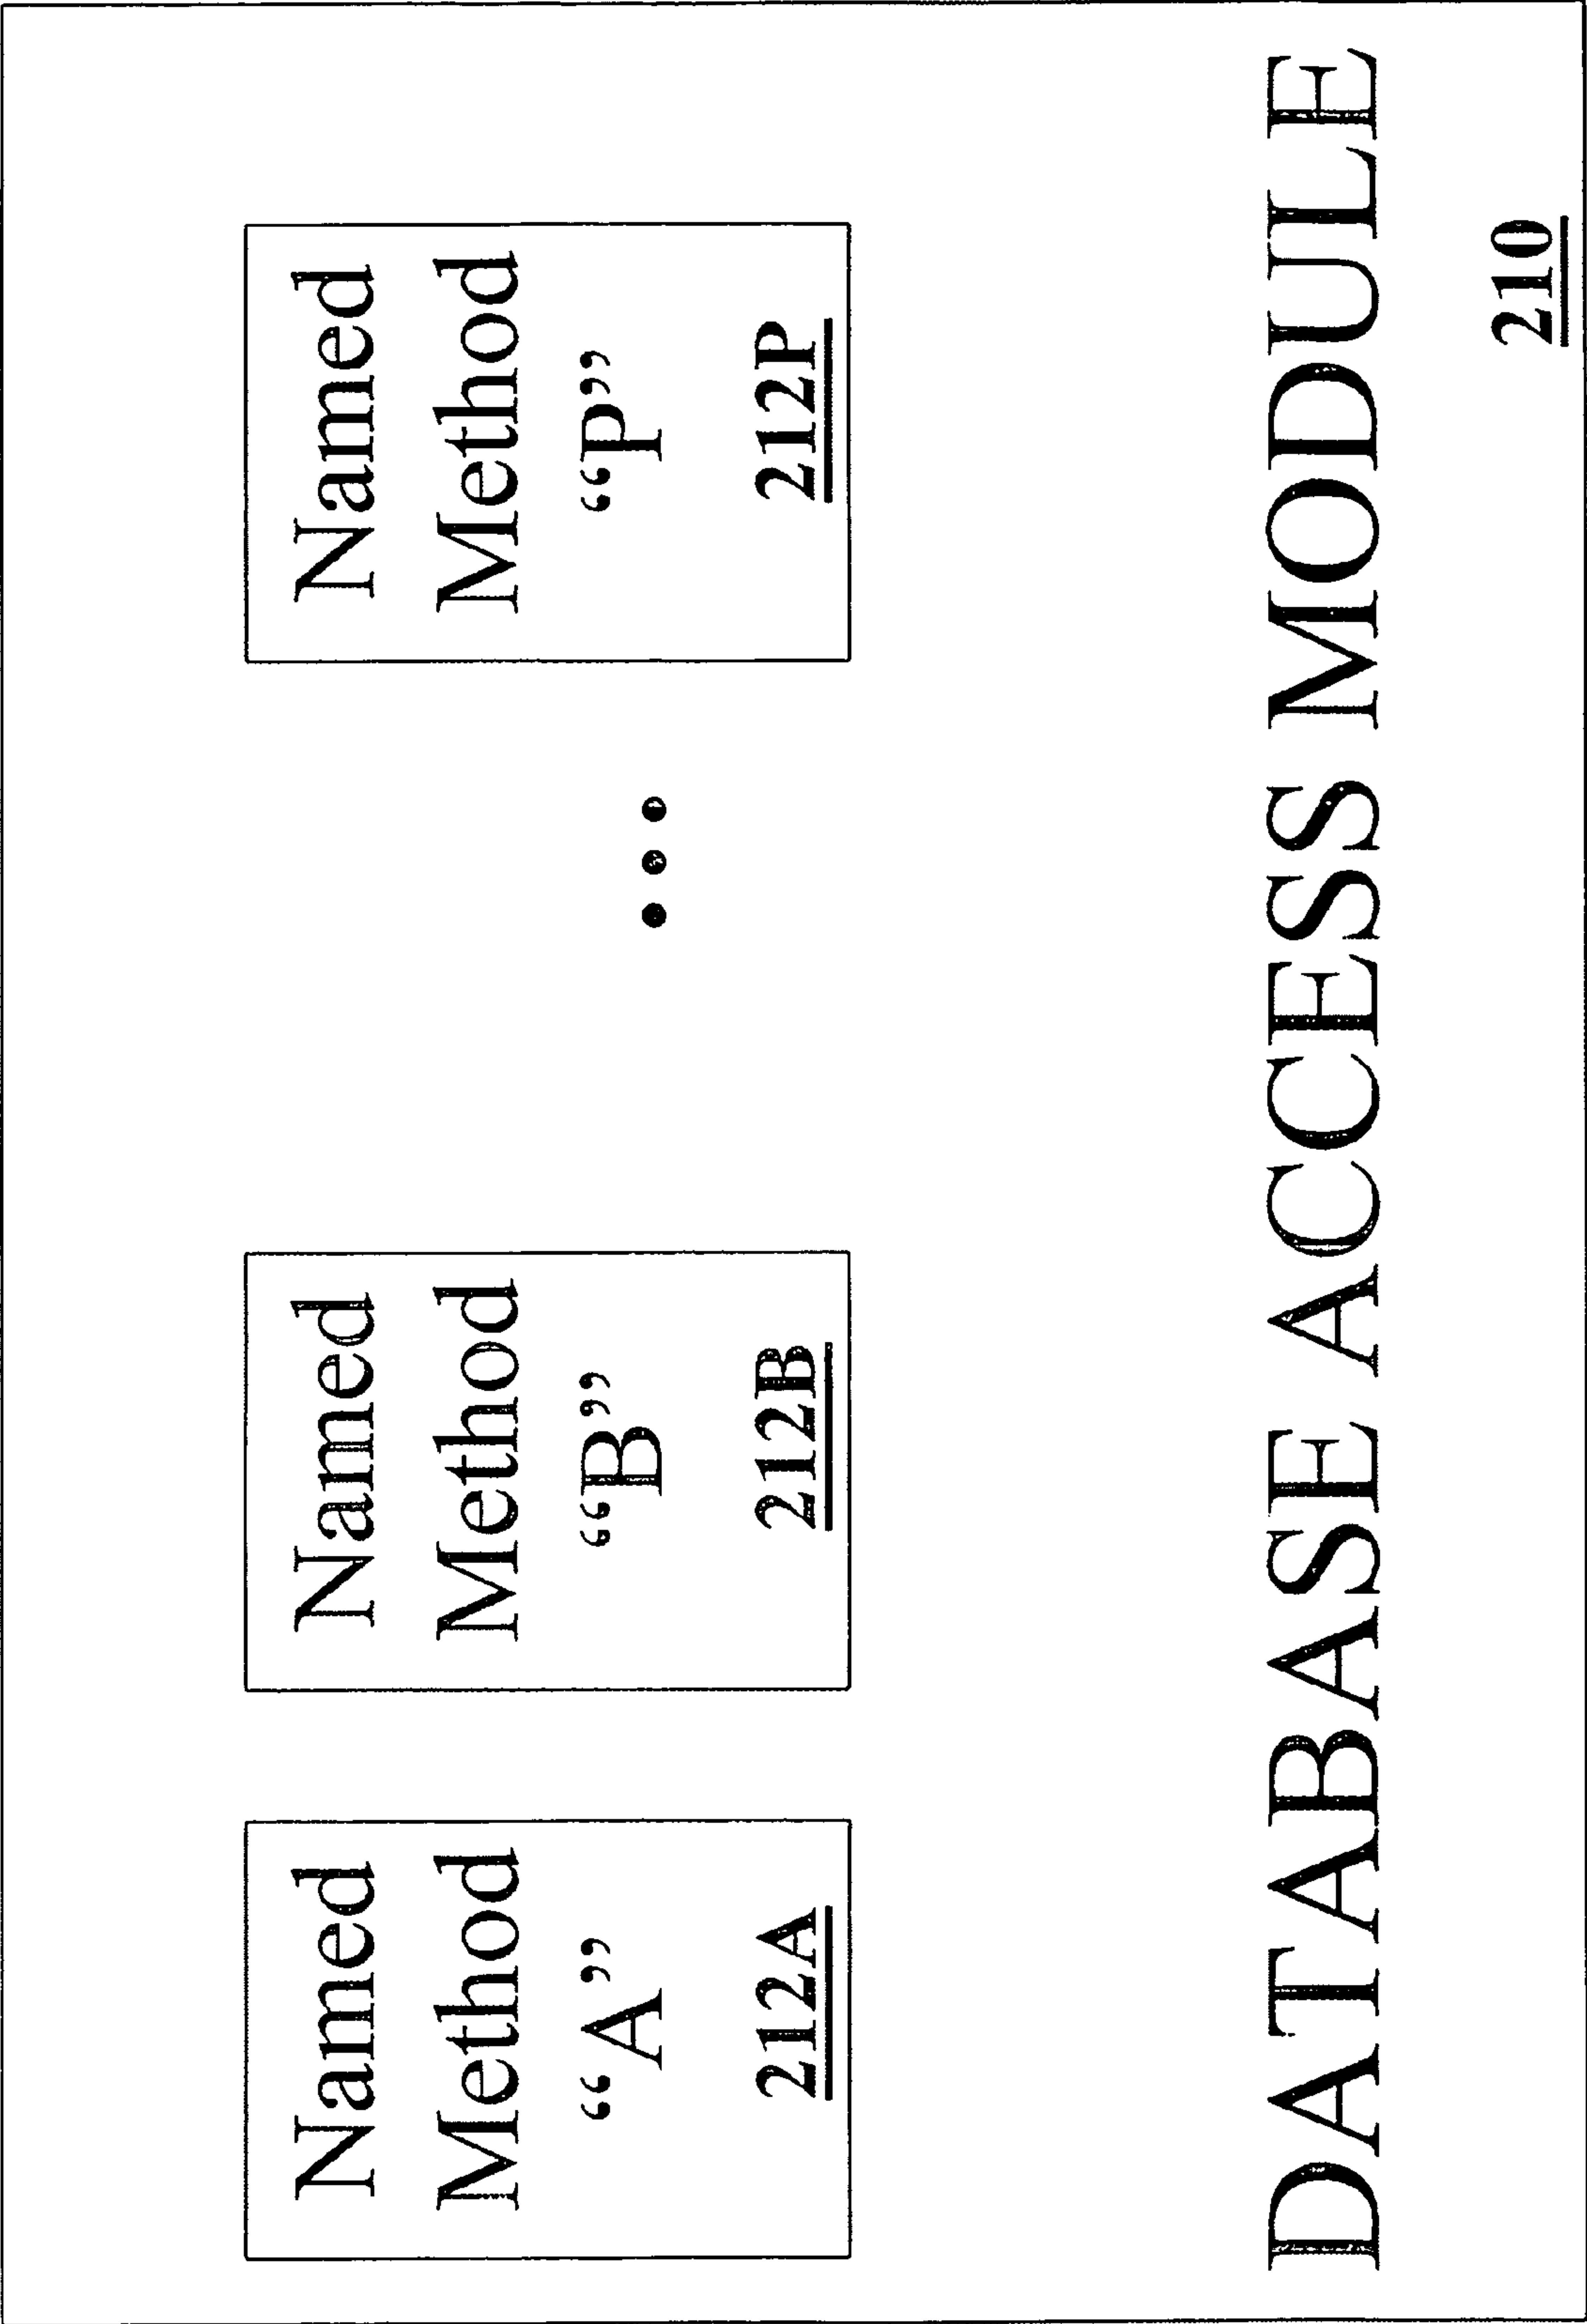 Named
Method
“A”
212A
Named
Method
“B”
212B
• • •
Named
Method
“P”
212P
DATABASE ACCESS MODULE
210